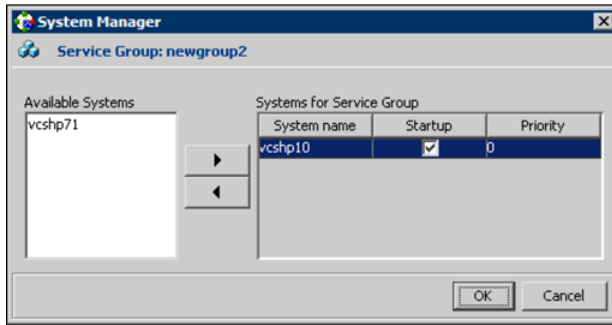 System Manager
Service Group: newgroup2
Available Systems
vcshp71
Systems for Service Group
System name Startup Priority
vcshp10 0
OK Cancel